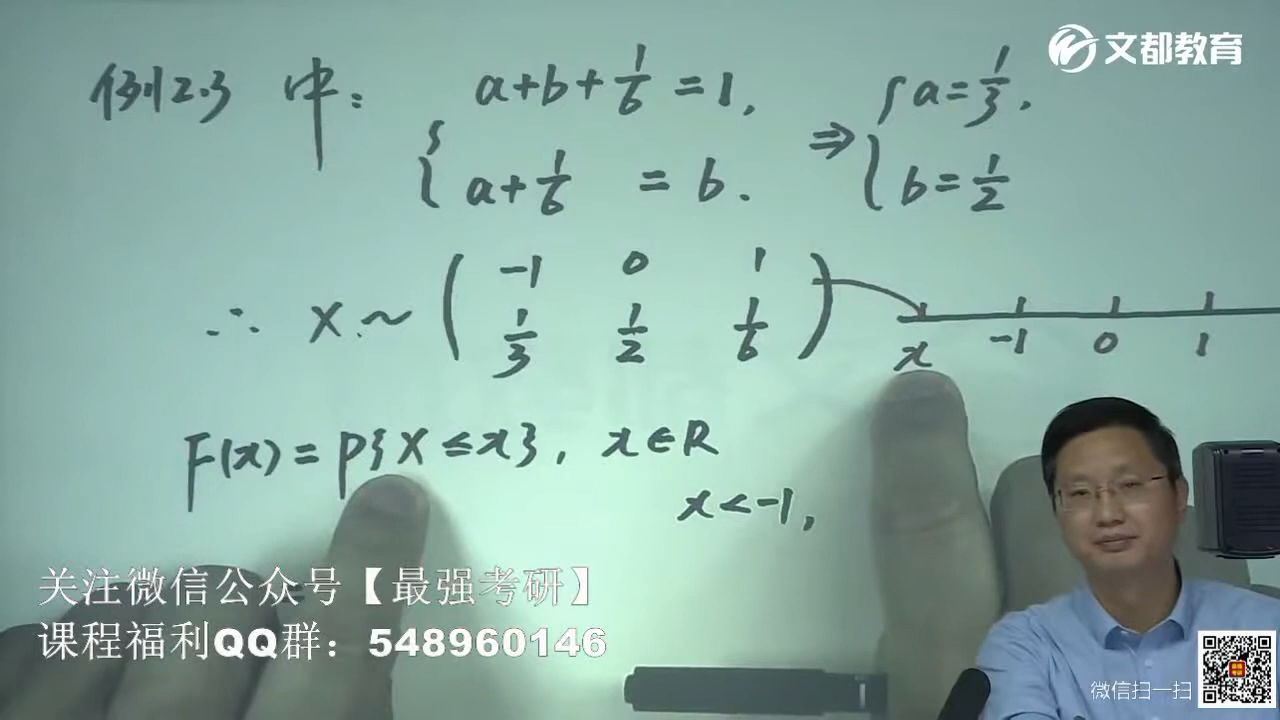 文都教育
例2.3 中: a+b+1/6 =1, ⇒ { a=1/3,
{ a+1/6 = b. b=1/2
∴ X ~ ( -1 0 1
1/3 1/2 1/6 )
x -1 0 1
F(x)=P{X≤x}, x∈R
x<-1,
关注微信公众号【最强考研】
课程福利QQ群：548960146
微信扫一扫